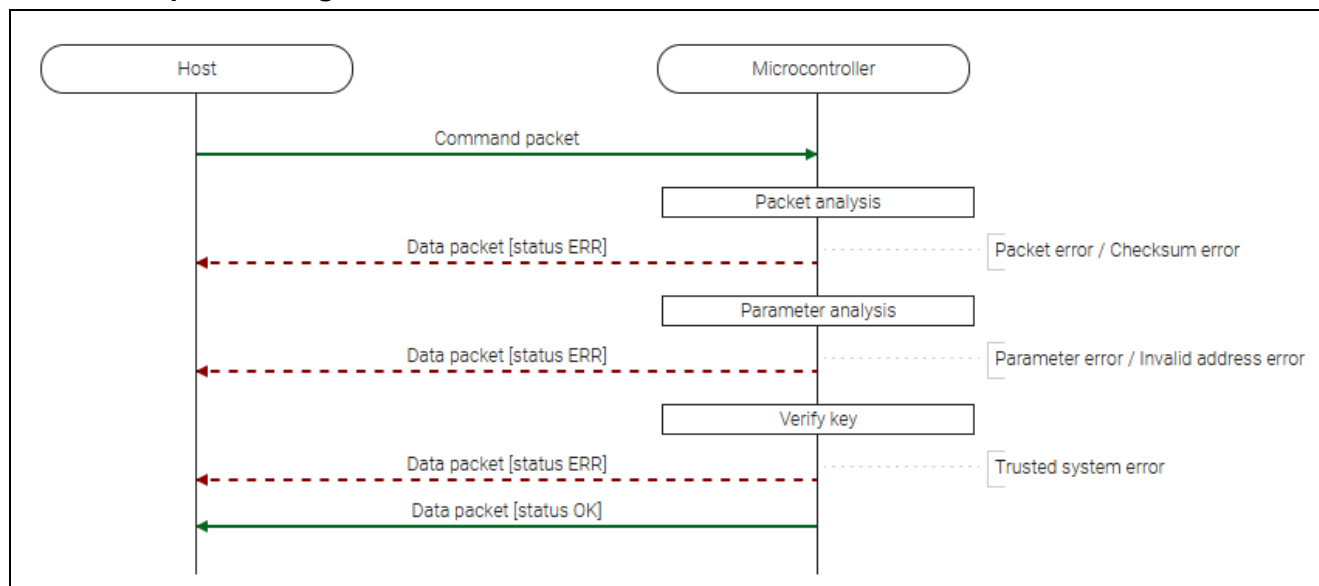 Host
Microcontroller
Command packet
Packet analysis
Data packet [status ERR]
Packet error / Checksum error
Parameter analysis
Data packet [status ERR]
Parameter error / Invalid address error
Verify key
Data packet [status ERR]
Trusted system error
Data packet [status OK]